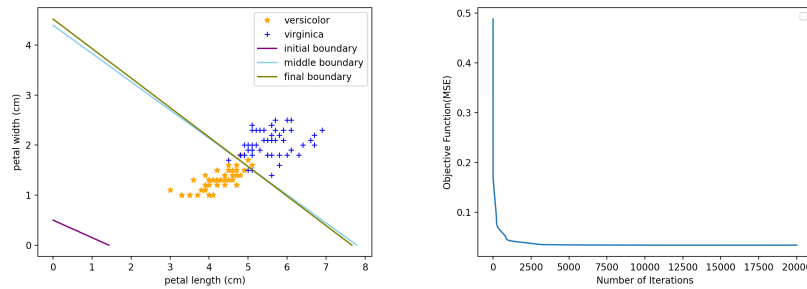 versicolor
virginica
initial boundary
middle boundary
final boundary
petal width (cm)
4
3
2
1
0
0 1 2 3 4 5 6 7 8
petal length (cm)
Objective Function(MSE)
0.5
0.4
0.3
0.2
0.1
0 2500 5000 7500 10000 12500 15000 17500 20000
Number of Iterations